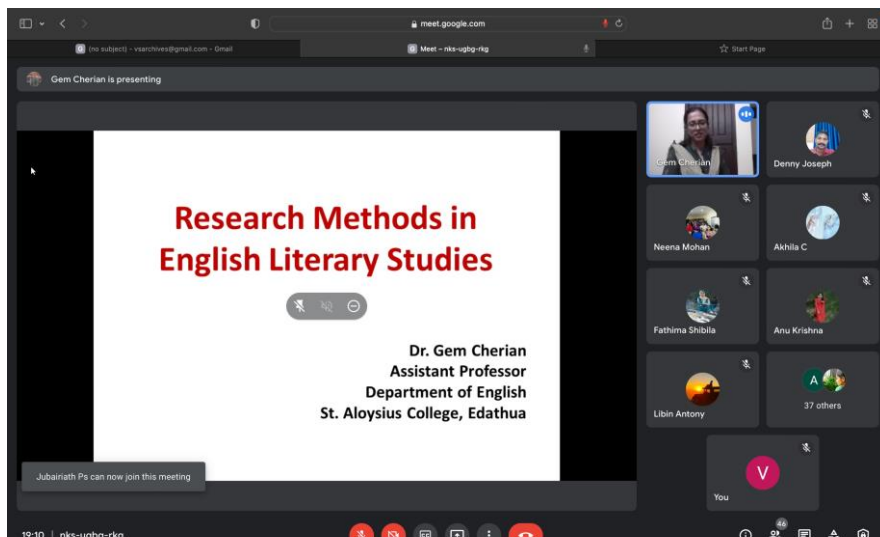 meet.google.com
(no subject) - vsarchives@gmail.com - Gmail
Meet – nks-ugbg-rkg
Start Page
Gem Cherian is presenting
Research Methods in
English Literary Studies
Dr. Gem Cherian
Assistant Professor
Department of English
St. Aloysius College, Edathua
Jubairiath Ps can now join this meeting
Gem Cherian
Denny Joseph
Neena Mohan
Akhila C
Fathima Shibila
Anu Krishna
Libin Antony
A
37 others
V
You
19:10 | nks-ugbg-rkg
46